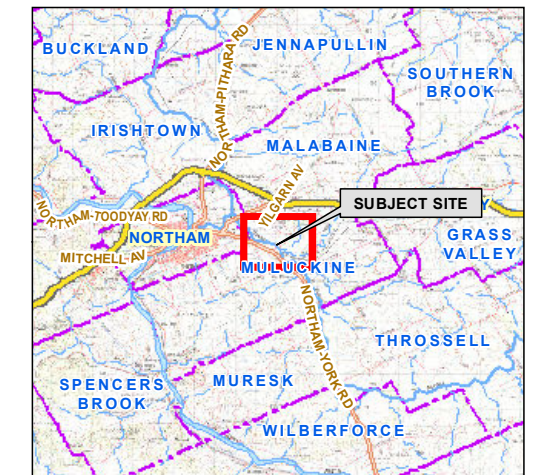 BUCKLAND
JENNAPULLIN
NORTHAM-PITHARA RD
SOUTHERN
BROOK
IRISHTOWN
MALABAINE
YILGARN AV
SUBJECT SITE
Y
NORTHAM-TOODYAY RD
NORTHAM
GRASS
VALLEY
MITCHELL AV
MULUCKINE
NORTHAM-YORK RD
THROSSELL
SPENCERS
BROOK
MURESK
WILBERFORCE